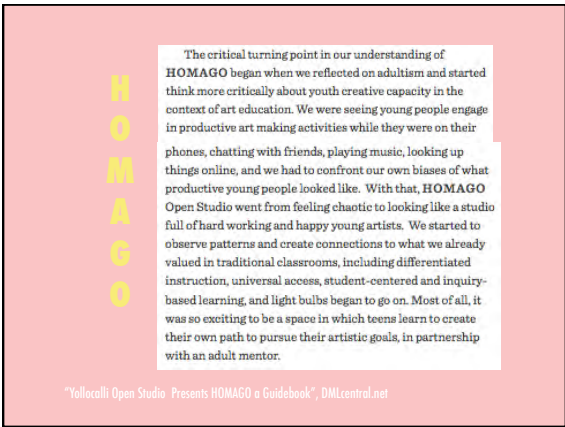 H
O
M
A
G
O
The critical turning point in our understanding of
HOMAGO began when we reflected on adultism and started
think more critically about youth creative capacity in the
context of art education. We were seeing young people engage
in productive art making activities while they were on their
phones, chatting with friends, playing music, looking up
things online, and we had to confront our own biases of what
productive young people looked like. With that, HOMAGO
Open Studio went from feeling chaotic to looking like a studio
full of hard working and happy young artists. We started to
observe patterns and create connections to what we already
valued in traditional classrooms, including differentiated
instruction, universal access, student-centered and inquiry-
based learning, and light bulbs began to go on. Most of all, it
was so exciting to be a space in which teens learn to create
their own path to pursue their artistic goals, in partnership
with an adult mentor.
"Yollocalli Open Studio Presents HOMAGO a Guidebook", DMLcentral.net